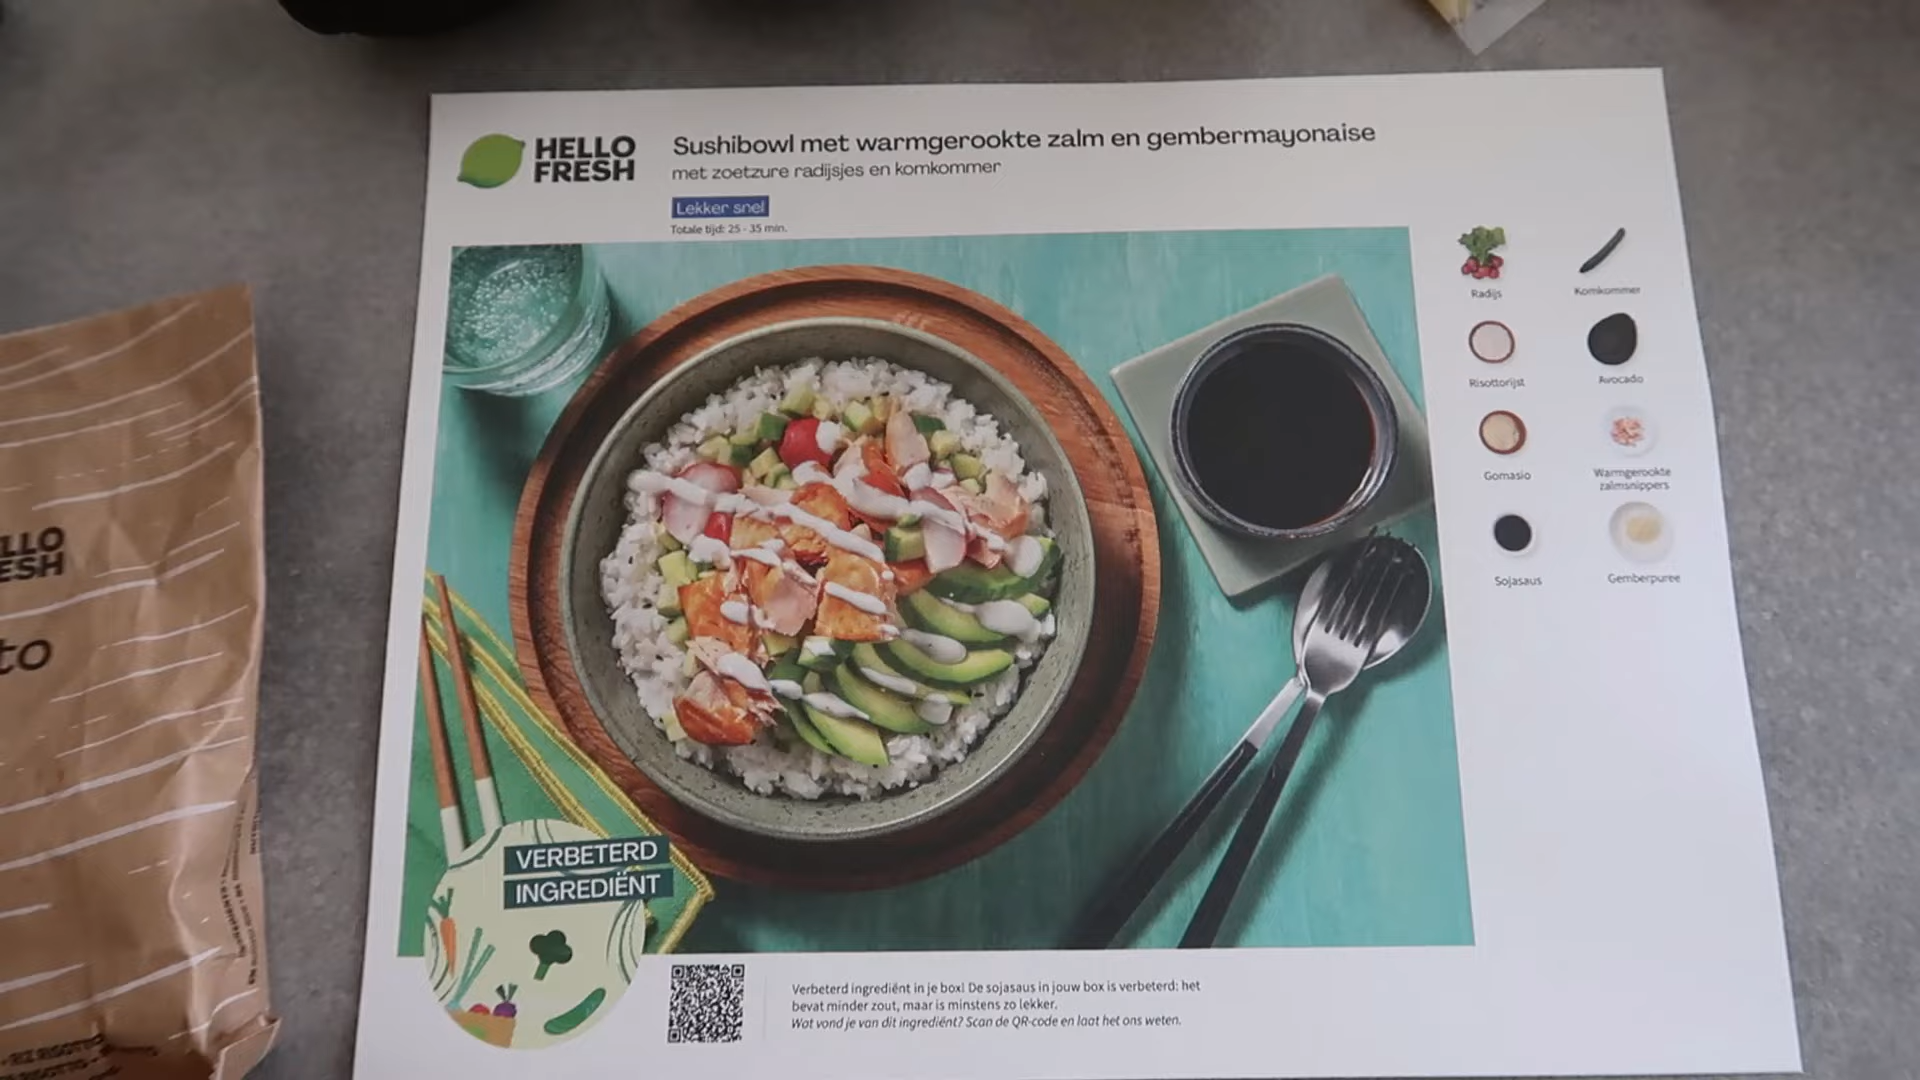 HELLO
FRESH
Sushibowl met warmgerookte zalm en gembermayonaise
met zoetzure radijsjes en komkommer
Lekker snel
Totale tijd: 25 - 35 min.
Radijs
Komkommer
Risottorijst
Avocado
Gomasio
Warmgerookte
zalmsnippers
Sojasaus
Gemberpuree
LLO
ESH
to
VERBETERD
INGREDIËNT
Verbeterd ingrediënt in je box! De sojasaus in jouw box is verbeterd: het
bevat minder zout, maar is minstens zo lekker.
Wat vond je van dit ingrediënt? Scan de QR-code en laat het ons weten.